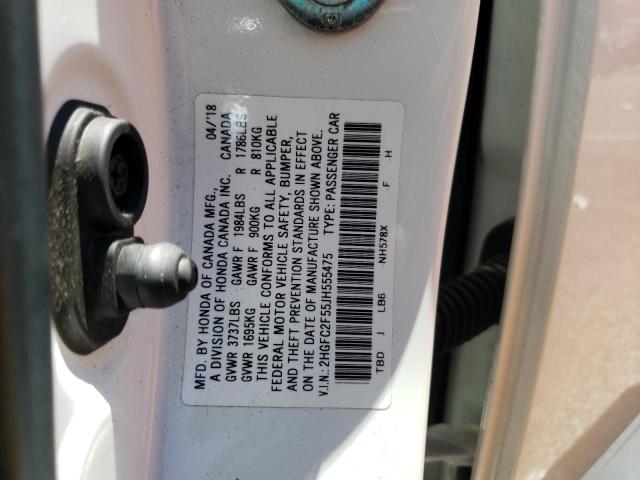 MFD. BY HONDA OF CANADA MFG., 04/'18
A DIVISION OF HONDA CANADA INC. CANADA
GVWR 3737LBS GAWR F 1984LBS R 1786LBS
GVWR 1695KG GAWR F 900KG R 810KG
THIS VEHICLE CONFORMS TO ALL APPLICABLE
FEDERAL MOTOR VEHICLE SAFETY, BUMPER,
AND THEFT PREVENTION STANDARDS IN EFFECT
ON THE DATE OF MANUFACTURE SHOWN ABOVE.
V.I.N.: 2HGFC2F55JH555475 TYPE: PASSENGER CAR
TBD J LB6 -NH578X -F -H